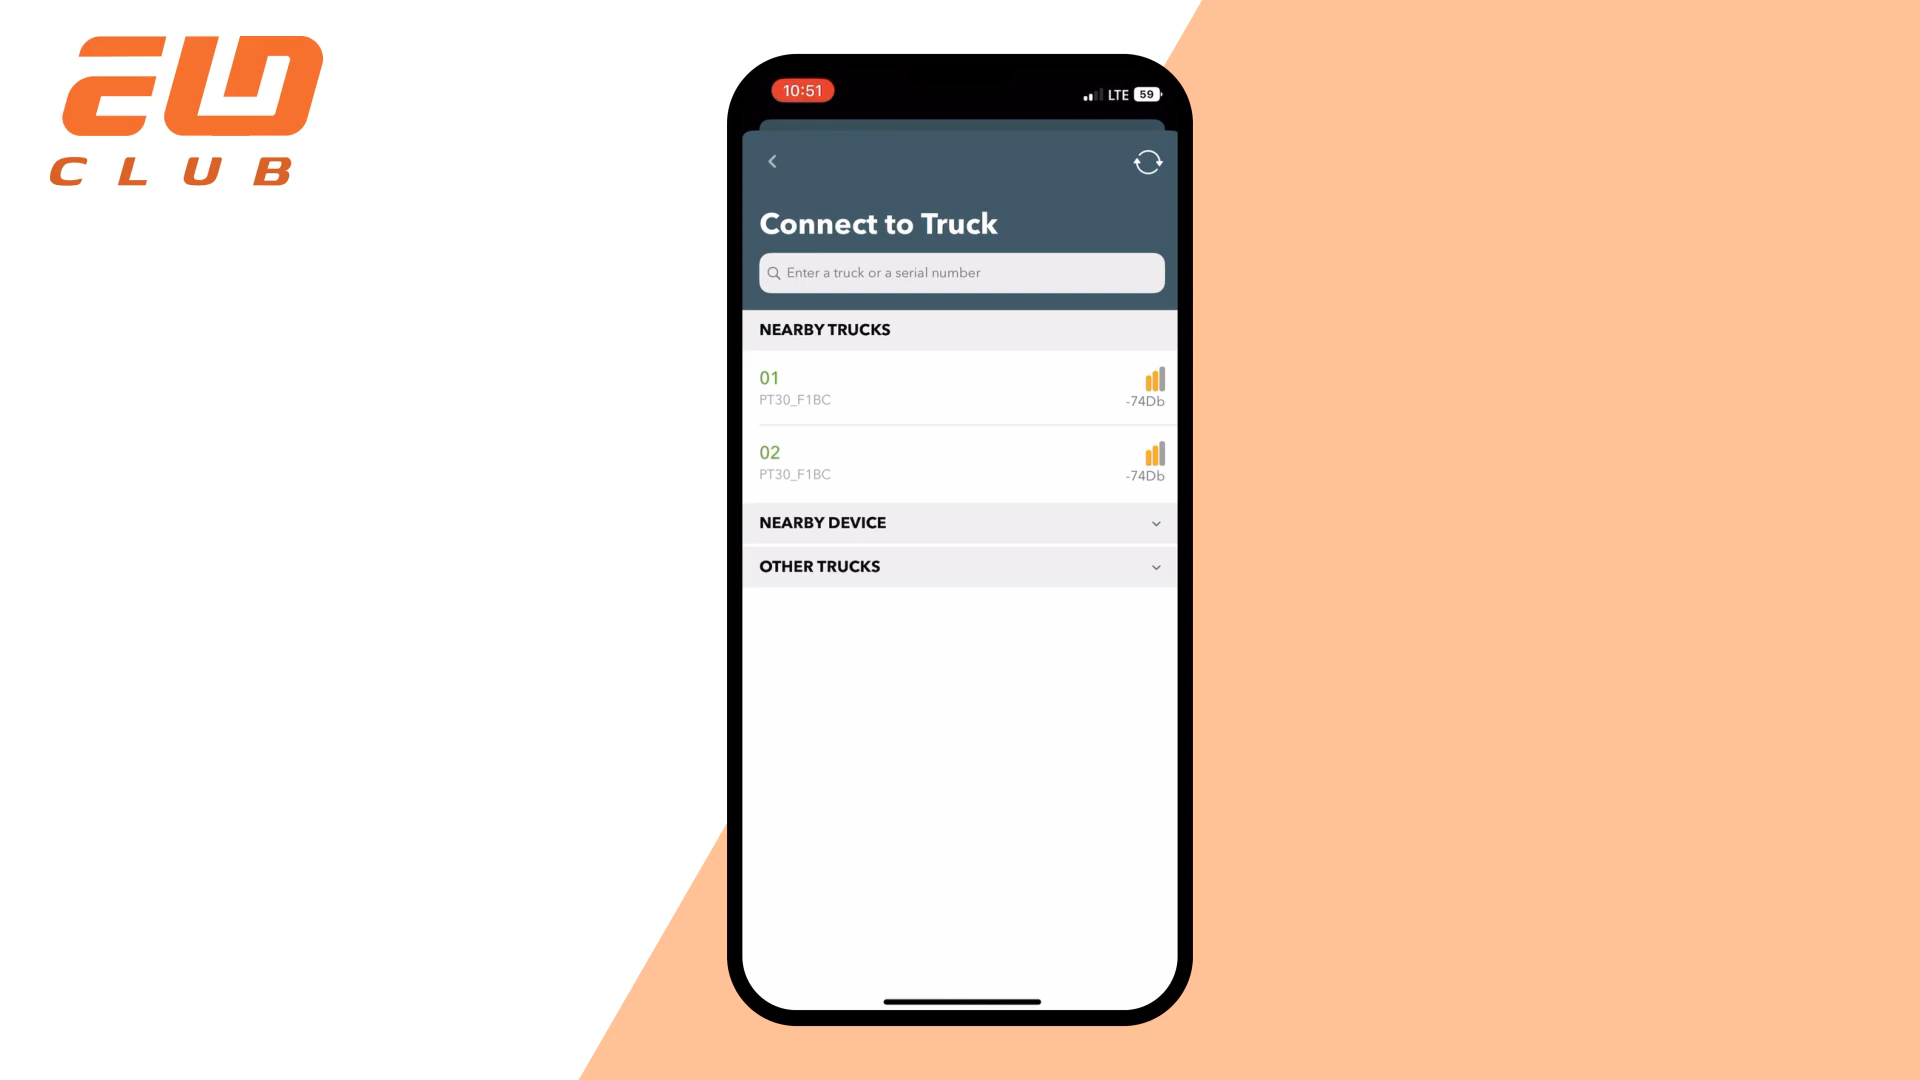 ELD
CLUB
10:51
LTE 59
Connect to Truck
Enter a truck or a serial number
NEARBY TRUCKS
01
PT30_F1BC
-74Db
02
PT30_F1BC
-74Db
NEARBY DEVICE
OTHER TRUCKS